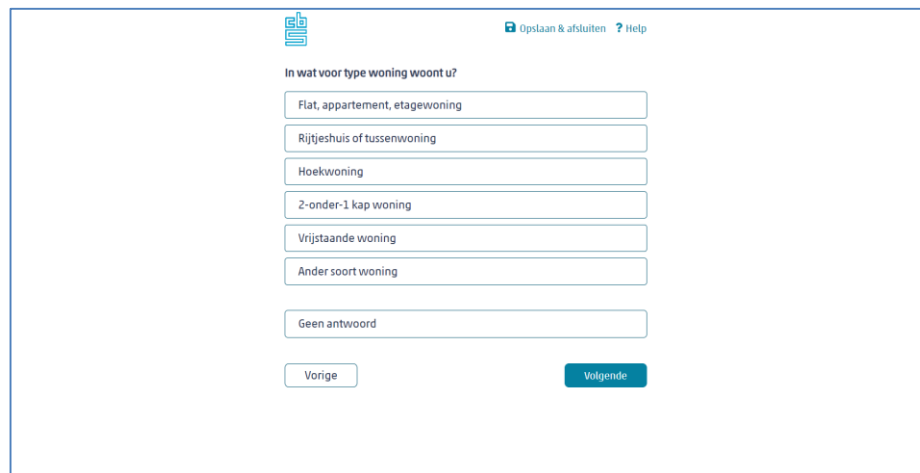 cbs
Opslaan & afsluiten ? Help
In wat voor type woning woont u?
Flat, appartement, etagewoning
Rijtjeshuis of tussenwoning
Hoekwoning
2-onder-1 kap woning
Vrijstaande woning
Ander soort woning
Geen antwoord
Vorige Volgende